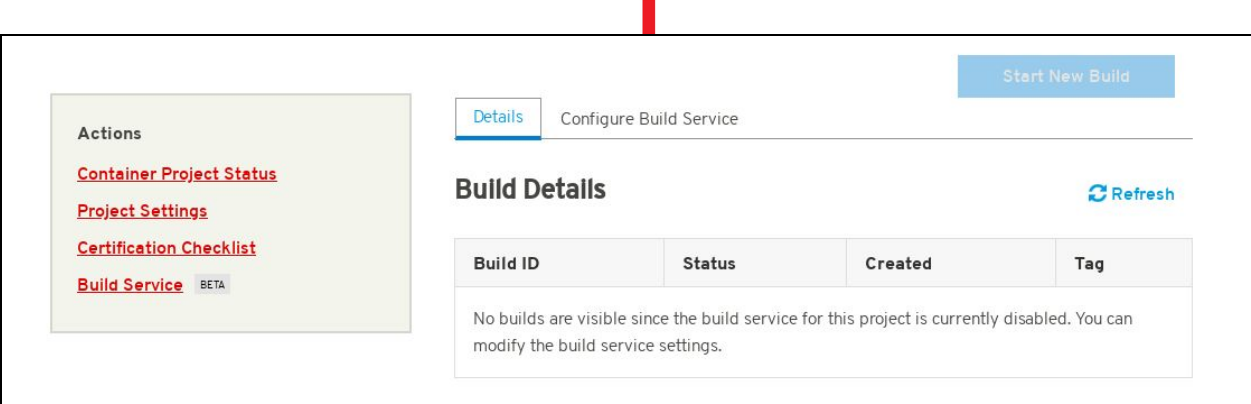 Start New Build
Actions
Container Project Status
Project Settings
Certification Checklist
Build Service BETA
Details Configure Build Service
Build Details
Refresh
Build ID Status Created Tag
No builds are visible since the build service for this project is currently disabled. You can
modify the build service settings.